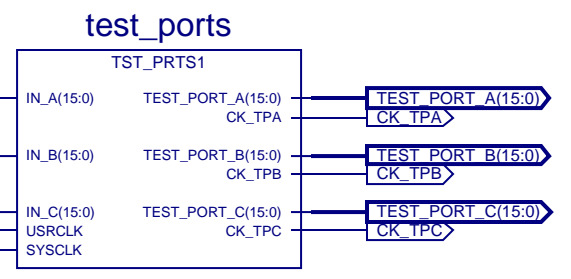 test_ports
TST_PRTS1
IN_A(15:0) TEST_PORT_A(15:0) TEST_PORT_A(15:0)
CK_TPA CK_TPA
IN_B(15:0) TEST_PORT_B(15:0) TEST_PORT_B(15:0)
CK_TPB CK_TPB
IN_C(15:0) TEST_PORT_C(15:0) TEST_PORT_C(15:0)
USRCLK CK_TPC CK_TPC
SYSCLK